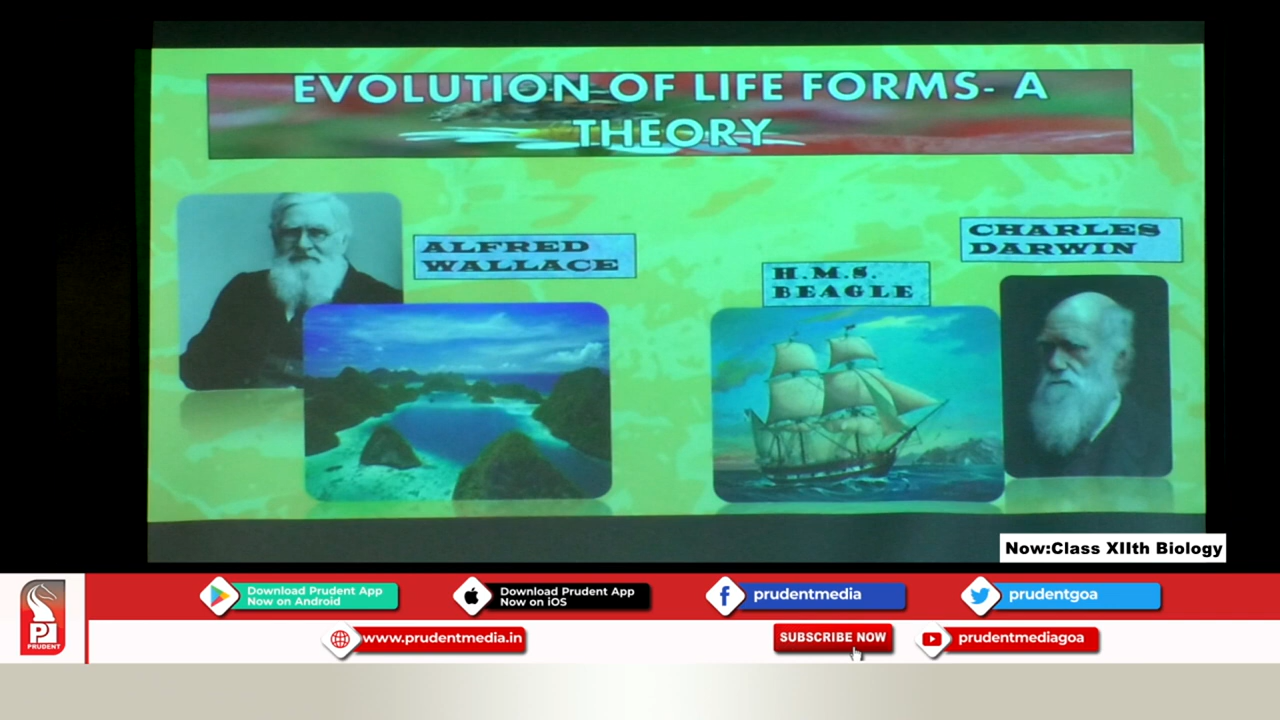 EVOLUTION OF LIFE FORMS- A
THEORY
ALFRED
WALLACE
H.M.S.
BEAGLE
CHARLES
DARWIN
Now:Class XIIth Biology
Download Prudent App
Now on Android
Download Prudent App
Now on iOS
prudentmedia
prudentgoa
PRUDENT
www.prudentmedia.in
SUBSCRIBE NOW
prudentmediagoa